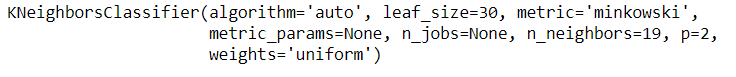 KNeighborsClassifier(algorithm='auto', leaf_size=30, metric='minkowski',
metric_params=None, n_jobs=None, n_neighbors=19, p=2,
weights='uniform')